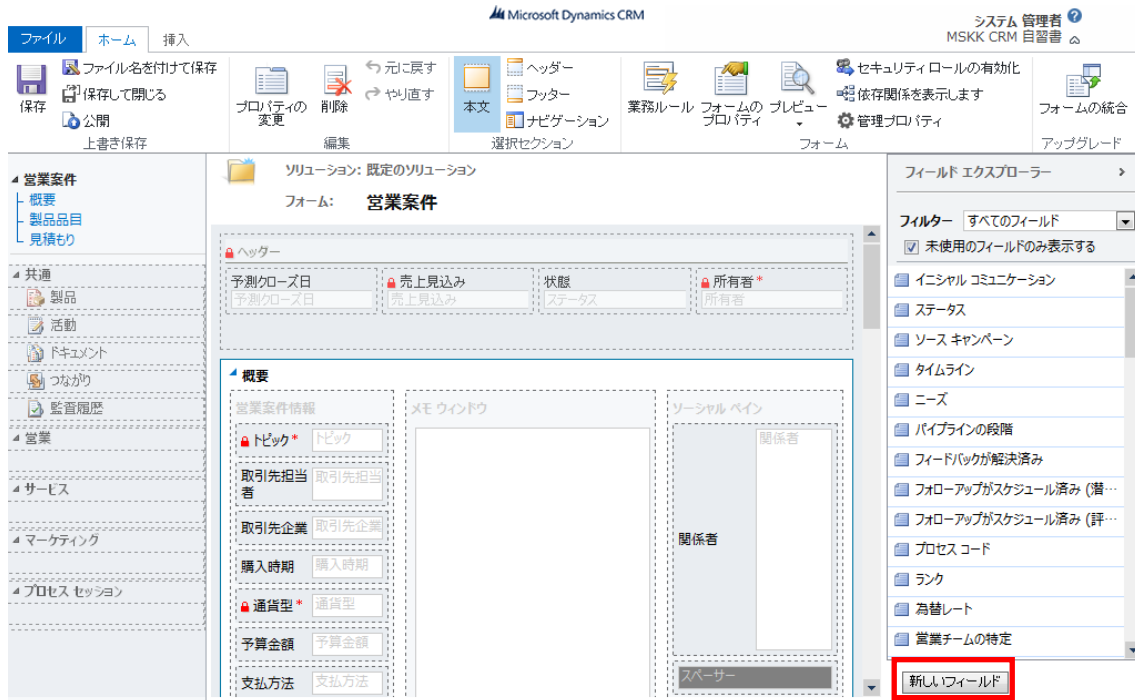 Microsoft Dynamics CRM
システム 管理者
MSKK CRM 自習書
ファイル ホーム 挿入
保存
ファイル名を付けて保存
保存して閉じる
公開
上書き保存
プロパティの変更
削除
元に戻す
やり直す
編集
本文
ヘッダー
フッター
ナビゲーション
選択セクション
業務ルール
フォームのプロパティ
プレビュー
セキュリティ ロールの有効化
依存関係を表示します
管理プロパティ
フォーム
フォームの統合
アップグレード
営業案件
概要
製品品目
見積もり
共通
製品
活動
ドキュメント
つながり
監査履歴
営業
サービス
マーケティング
プロセス セッション
ソリューション: 既定のソリューション
フォーム: 営業案件
ヘッダー
予測クローズ日 売上見込み 状態 所有者*
予測クローズ日 売上見込み ステータス 所有者
概要
営業案件情報
トピック* トピック
取引先担当者 取引先担当
取引先企業 取引先企業
購入時期 購入時期
通貨型* 通貨型
予算金額 予算金額
支払方法 支払方法
メモ ウィンドウ
ソーシャル ペイン
関係者 関係者
スペーサー
フィールド エクスプローラー
フィルター すべてのフィールド
未使用のフィールドのみ表示する
イニシャル コミュニケーション
ステータス
ソース キャンペーン
タイムライン
ニーズ
パイプラインの段階
フィードバックが解決済み
フォローアップがスケジュール済み (潜…
フォローアップがスケジュール済み (評…
プロセス コード
ランク
為替レート
営業チームの特定
新しいフィールド